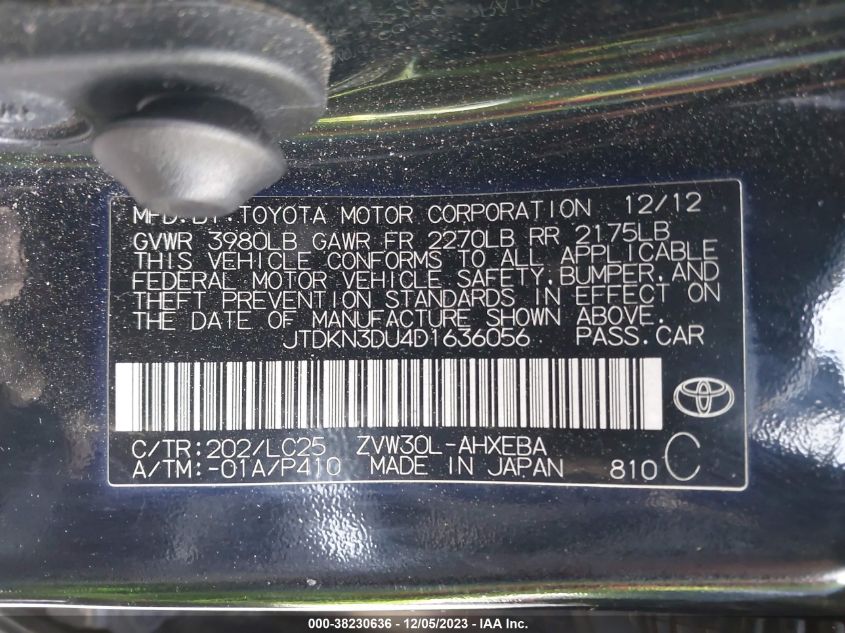 MFD.BY:TOYOTA MOTOR CORPORATION 12/12
GVWR 3980LB GAWR FR 2270LB RR 2175LB
THIS VEHICLE CONFORMS TO ALL APPLICABLE
FEDERAL MOTOR VEHICLE SAFETY,BUMPER,AND
THEFT PREVENTION STANDARDS IN EFFECT ON
THE DATE OF MANUFACTURE SHOWN ABOVE.
JTDKN3DU4D1636056 PASS.CAR
C/TR:202/LC25 ZVW30L-AHXEBA
A/TM:-01A/P410 MADE IN JAPAN 810 C
000-38230636 - 12/05/2023 - IAA Inc.